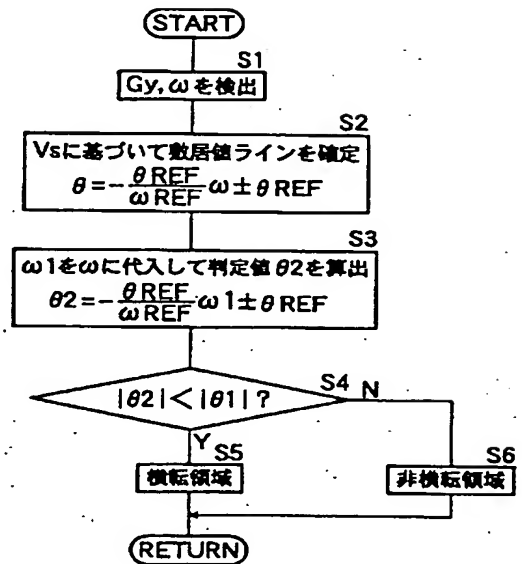 START
S1
Gy, ωを検出
S2
Vsに基づいて敷居値ラインを確定
θ=-θREF/ωREF ω±θREF
S3
ω1をωに代入して判定値θ2を算出
θ2=-θREF/ωREF ω1±θREF
S4
|θ2|<|θ1|?
N
Y
S5
横転領域
S6
非横転領域
RETURN